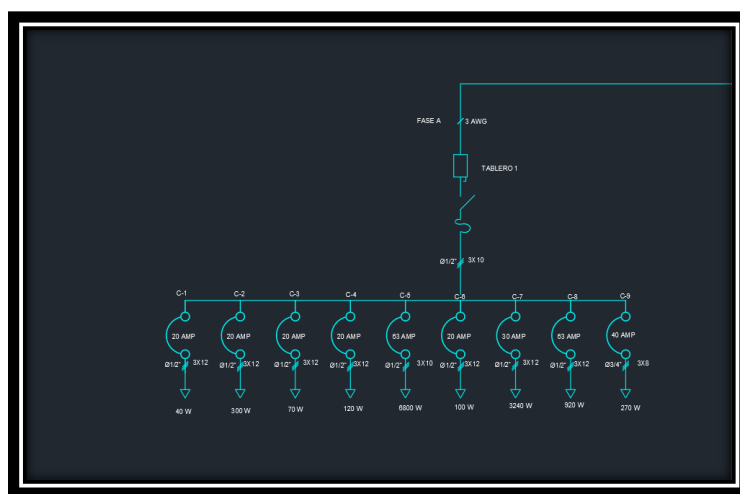 FASE A 3 AWG
TABLERO 1
Ø1/2" 3X10
C-1 C-2 C-3 C-4 C-5 C-6 C-7 C-8 C-9
20 AMP 20 AMP 20 AMP 20 AMP 63 AMP 20 AMP 30 AMP 63 AMP 40 AMP
Ø1/2" 3X12 Ø1/2" 3X12 Ø1/2" 3X12 Ø1/2" 3X12 Ø1/2" 3X10 Ø1/2" 3X12 Ø1/2" 3X12 Ø1/2" 3X12 Ø3/4" 3X8
40 W 300 W 70 W 120 W 6800 W 100 W 3240 W 920 W 270 W